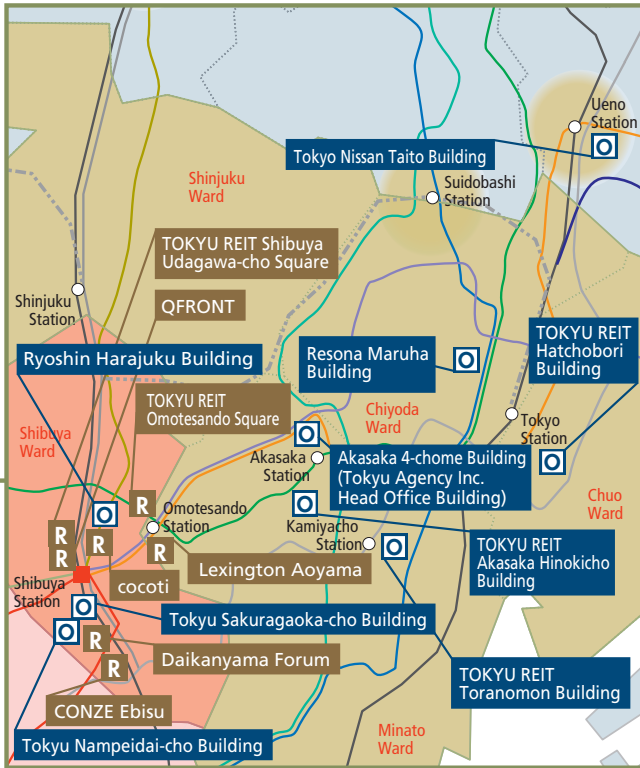 Ueno
Station
Tokyo Nissan Taito Building
Suidobashi
Station
Shinjuku
Ward
TOKYU REIT Shibuya
Udagawa-cho Square
Shinjuku
Station
QFRONT
Ryoshin Harajuku Building
Resona Maruha
Building
TOKYU REIT
Hatchobori
Building
TOKYU REIT
Omotesando Square
Chiyoda
Ward
Shibuya
Ward
Tokyo
Station
Akasaka
Station
Akasaka 4-chome Building
(Tokyu Agency Inc.
Head Office Building)
Chuo
Ward
R
Omotesando
Station
Kamiyacho
Station
R
R
R
R
Lexington Aoyama
TOKYU REIT
Akasaka Hinokicho
Building
Shibuya
Station
cocoti
Tokyu Sakuragaoka-cho Building
R
Daikanyama Forum
R
TOKYU REIT
Toranomon Building
CONZE Ebisu
Tokyu Nampeidai-cho Building
Minato
Ward